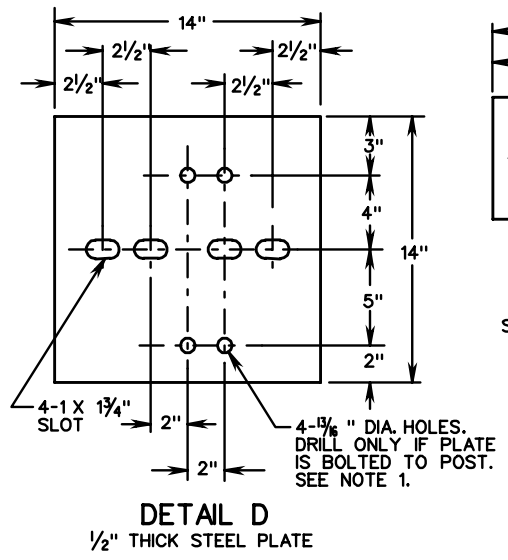 14"
2½" 2½"
2½" 2½"
3"
4"
14"
5"
2"
4-1 X 1¾"
SLOT
2"
2"
4-13/16 " DIA. HOLES.
DRILL ONLY IF PLATE
IS BOLTED TO POST.
SEE NOTE 1.
S
DETAIL D
½" THICK STEEL PLATE